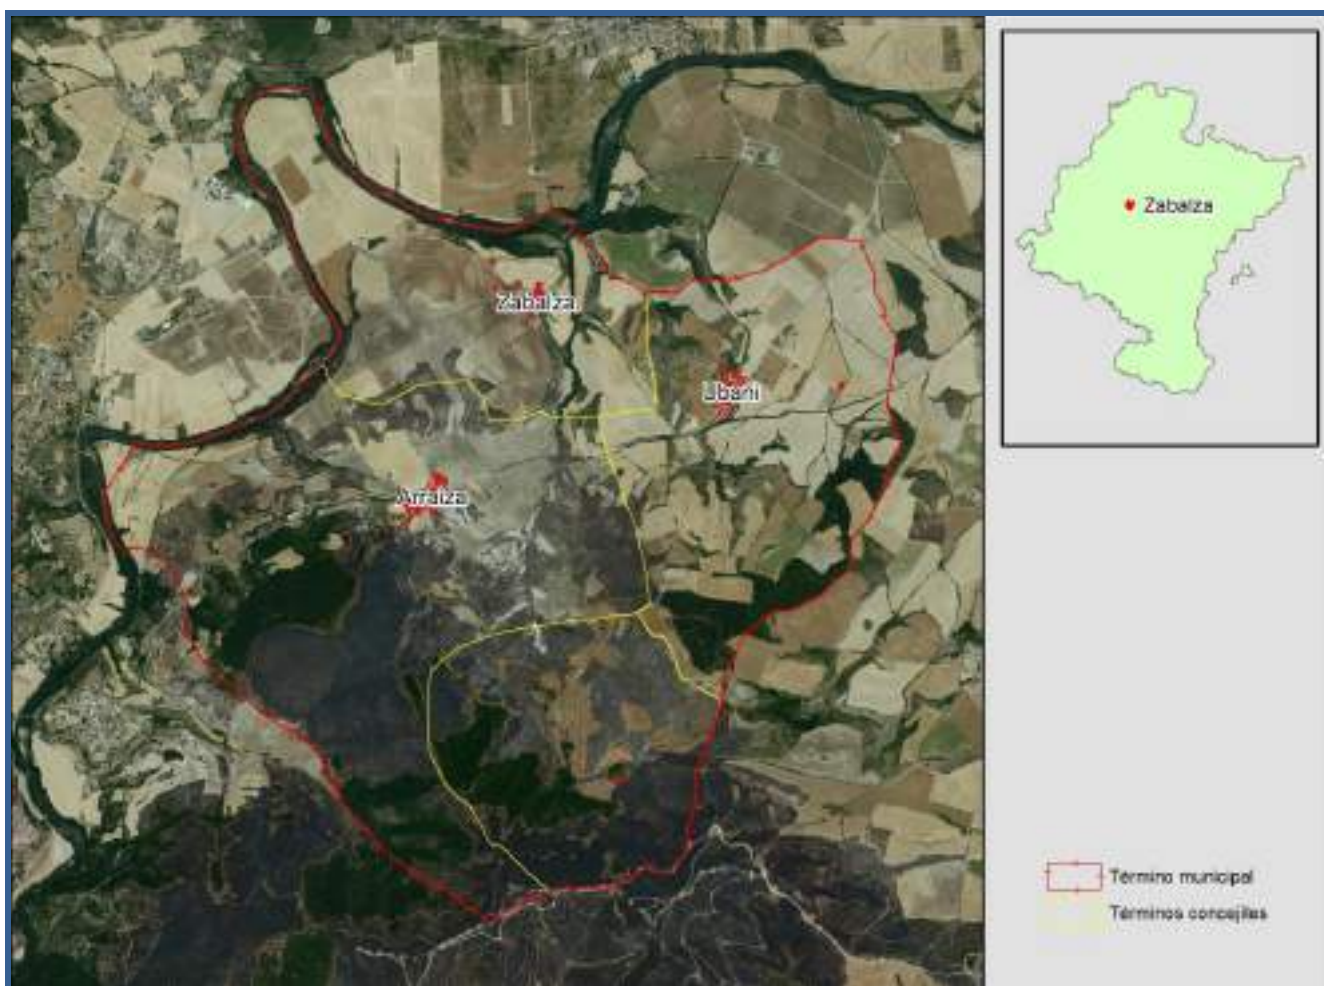 Zabalza
Zabalza
Ubani
Arraiza
Término municipal
Términos concejiles